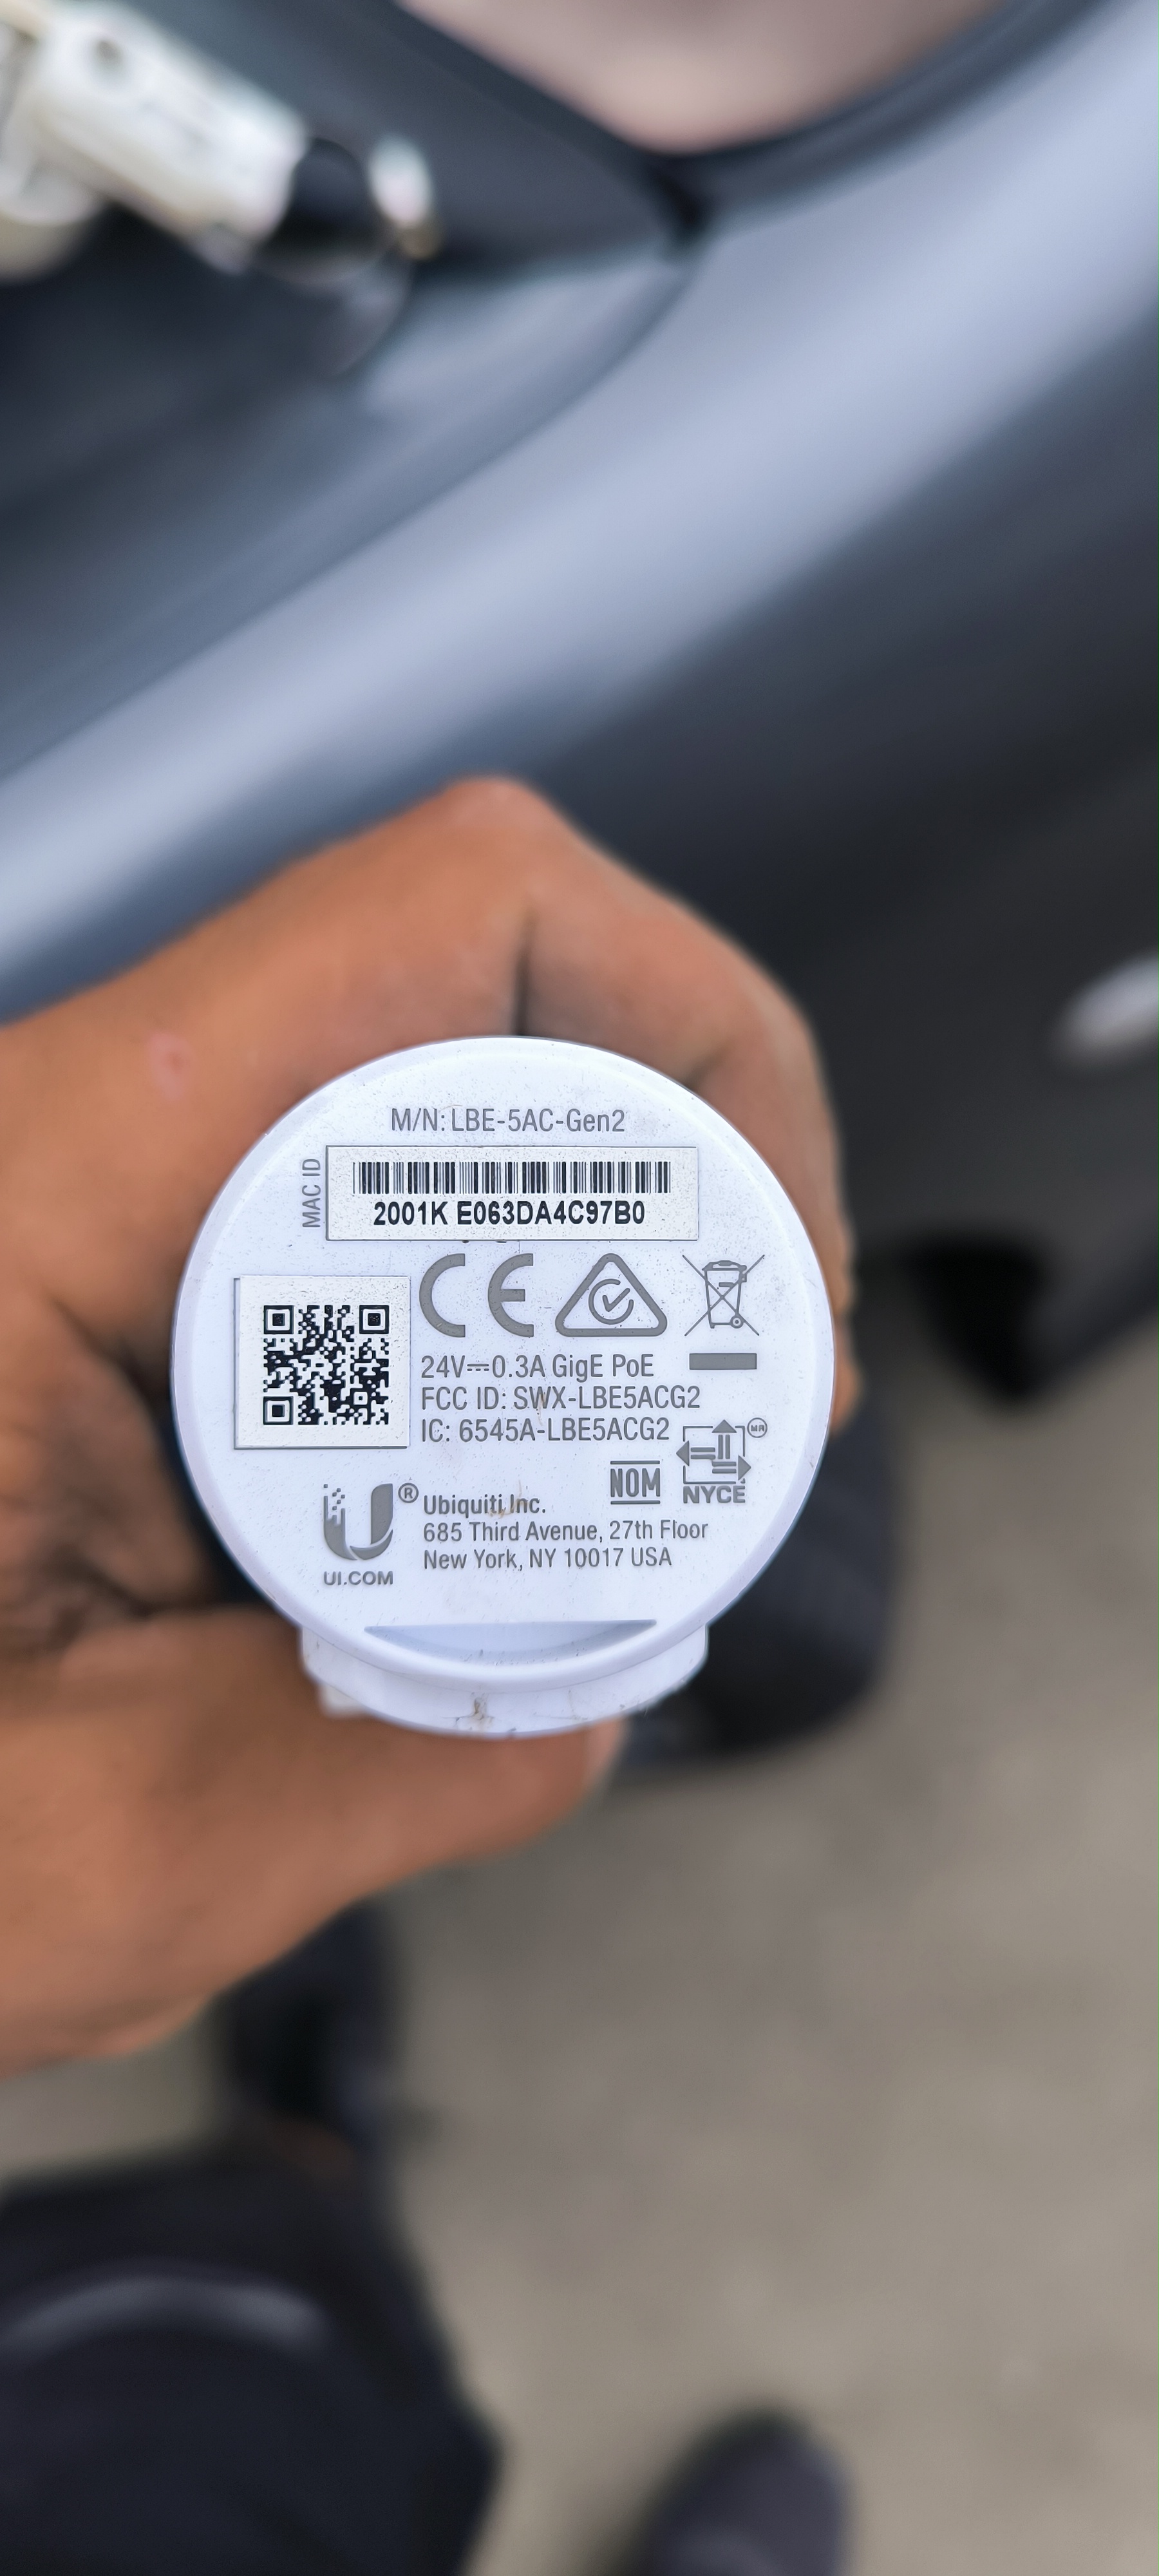 M/N: LBE-5AC-Gen2
MAC ID
2001K E063DA4C97B0
CE
24V⎓0.3A GigE PoE
FCC ID: SWX-LBE5ACG2
IC: 6545A-LBE5ACG2
MR
NOM
NYCE
U®
UI.COM
Ubiquiti Inc.
685 Third Avenue, 27th Floor
New York, NY 10017 USA